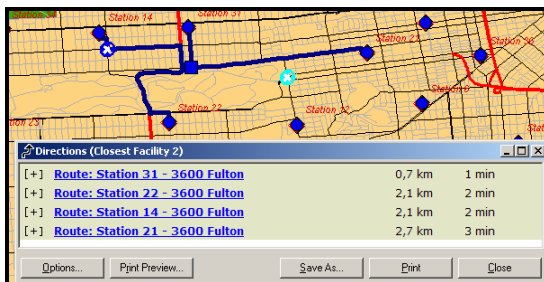 Station 14
Station 31
Station 21
Station 36
Station 22
Station 12
Directions (Closest Facility 2)
[+] Route: Station 31 - 3600 Fulton 0,7 km 1 min
[+] Route: Station 22 - 3600 Fulton 2,1 km 2 min
[+] Route: Station 14 - 3600 Fulton 2,1 km 2 min
[+] Route: Station 21 - 3600 Fulton 2,7 km 3 min
Options... Print Preview... Save As... Print Close